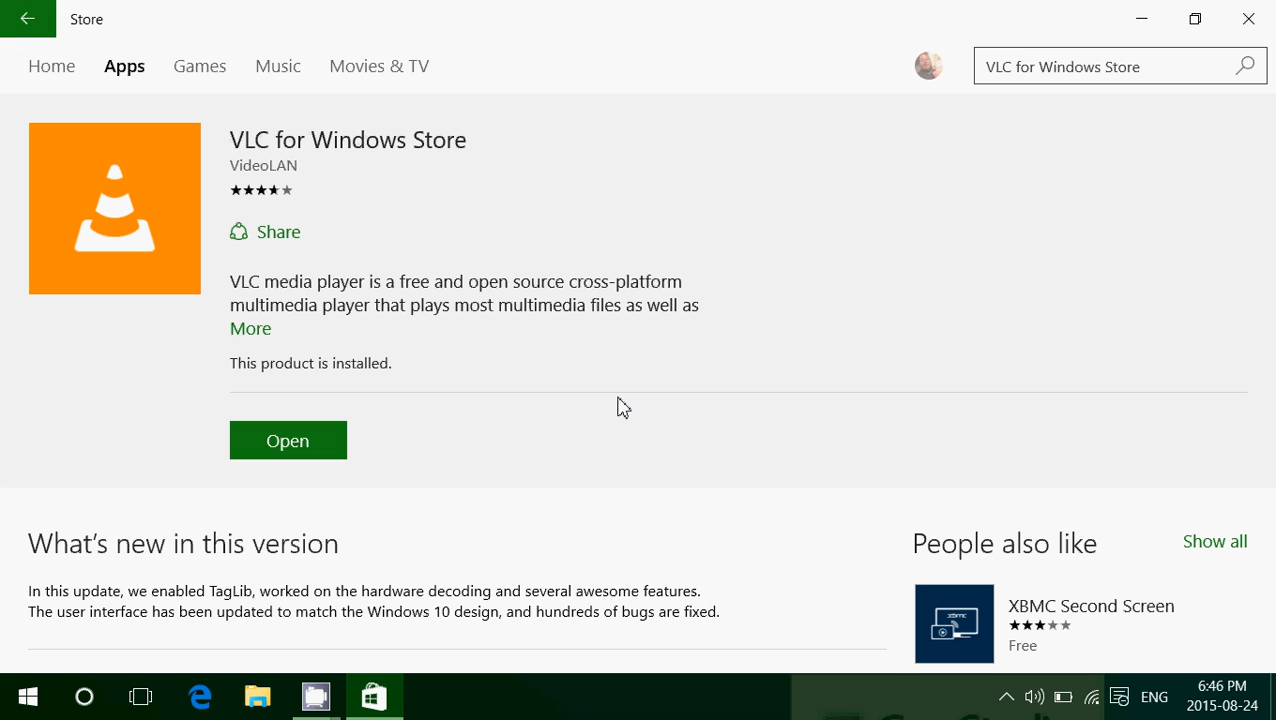 Store
Home Apps Games Music Movies & TV
VLC for Windows Store
VLC for Windows Store
VideoLAN
Share
VLC media player is a free and open source cross-platform
multimedia player that plays most multimedia files as well as
More
This product is installed.
Open
What's new in this version
In this update, we enabled TagLib, worked on the hardware decoding and several awesome features.
The user interface has been updated to match the Windows 10 design, and hundreds of bugs are fixed.
People also like
Show all
XBMC
XBMC Second Screen
Free
ENG
6:46 PM
2015-08-24